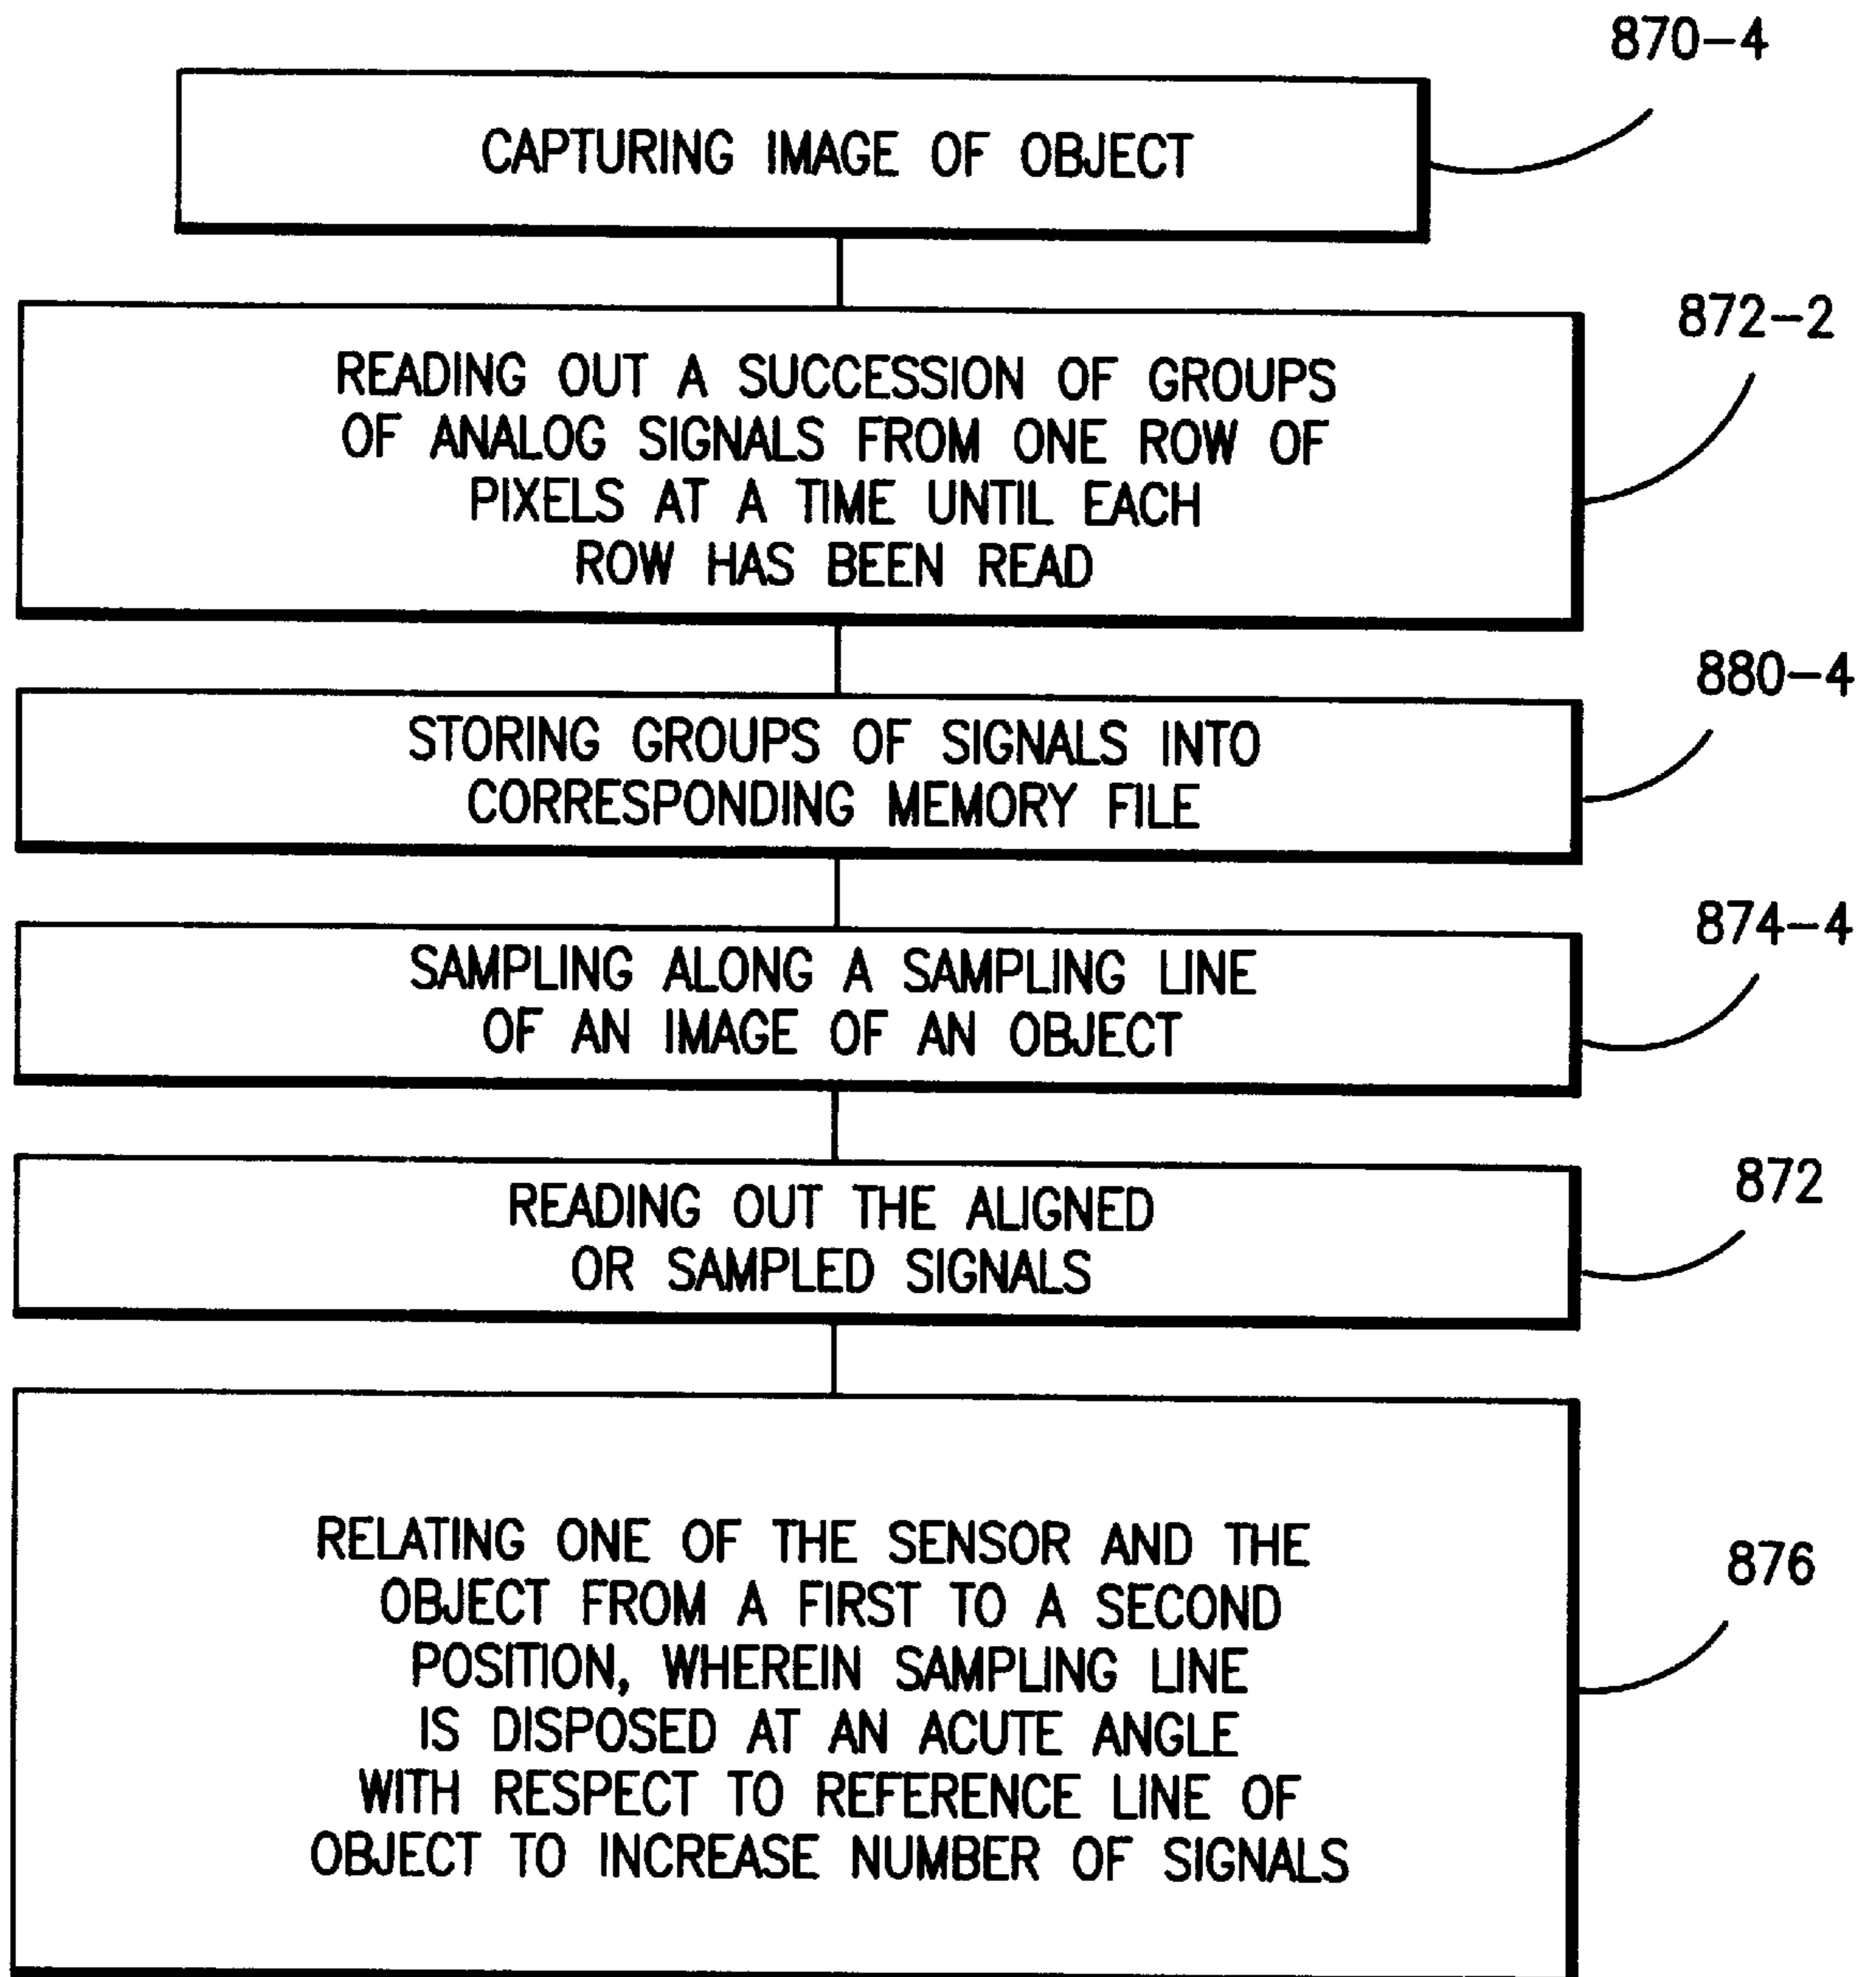 870-4
CAPTURING IMAGE OF OBJECT
872-2
READING OUT A SUCCESSION OF GROUPS
OF ANALOG SIGNALS FROM ONE ROW OF
PIXELS AT A TIME UNTIL EACH
ROW HAS BEEN READ
880-4
STORING GROUPS OF SIGNALS INTO
CORRESPONDING MEMORY FILE
874-4
SAMPLING ALONG A SAMPLING LINE
OF AN IMAGE OF AN OBJECT
872
READING OUT THE ALIGNED
OR SAMPLED SIGNALS
876
RELATING ONE OF THE SENSOR AND THE
OBJECT FROM A FIRST TO A SECOND
POSITION, WHEREIN SAMPLING LINE
IS DISPOSED AT AN ACUTE ANGLE
WITH RESPECT TO REFERENCE LINE OF
OBJECT TO INCREASE NUMBER OF SIGNALS